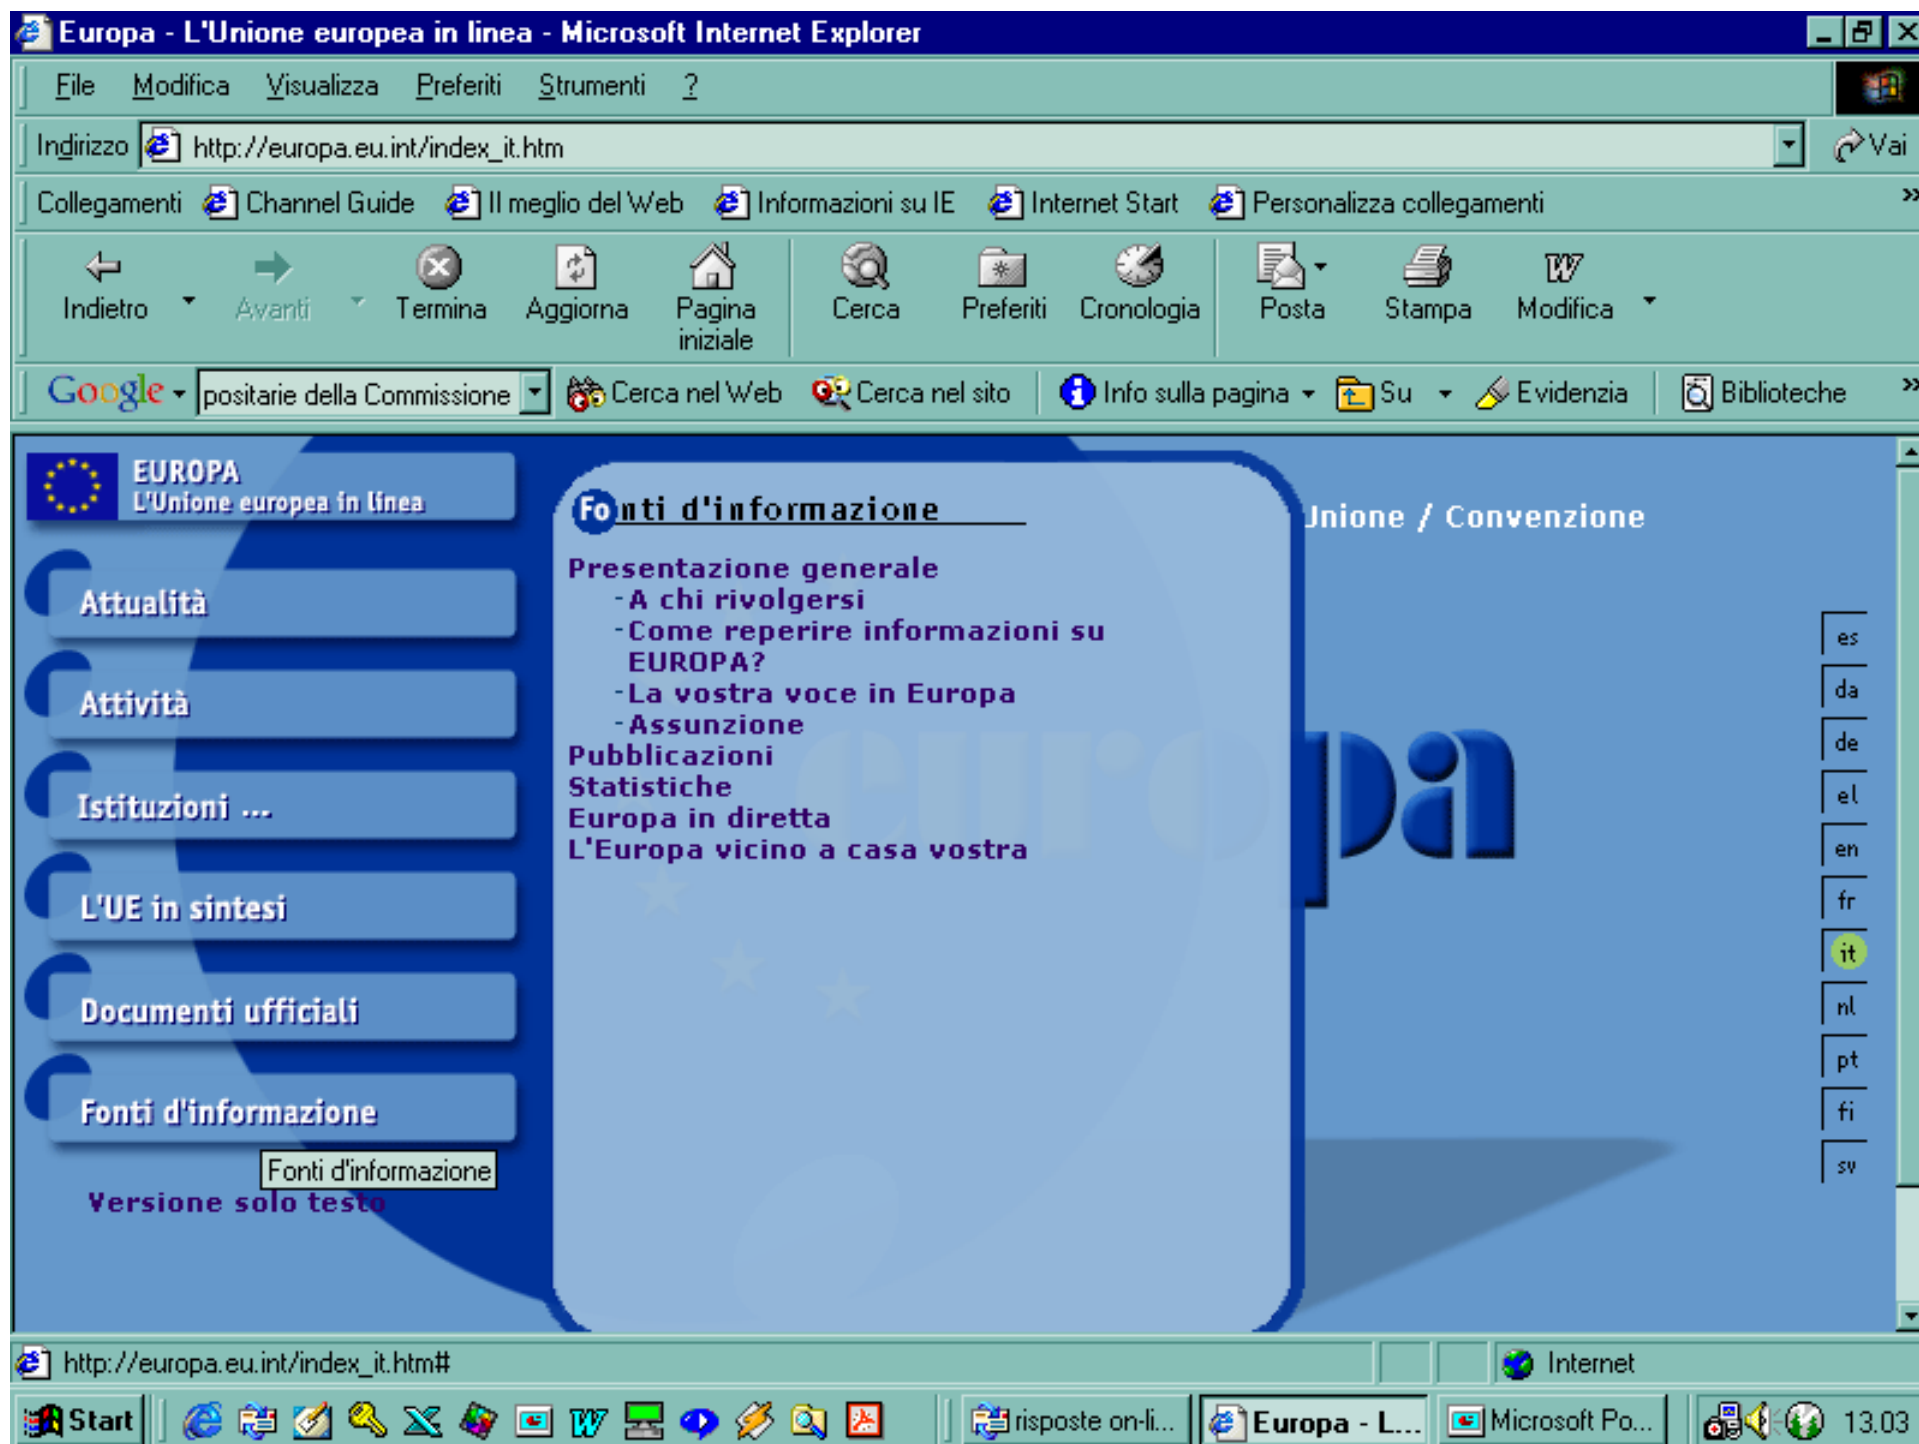 Europa - L'Unione europea in linea - Microsoft Internet Explorer
File Modifica Visualizza Preferiti Strumenti ?
Indirizzo http://europa.eu.int/index_it.htm Vai
Collegamenti Channel Guide Il meglio del Web Informazioni su IE Internet Start Personalizza collegamenti »
Indietro Avanti Termina Aggiorna Pagina iniziale Cerca Preferiti Cronologia Posta Stampa Modifica
Google positarie della Commissione Cerca nel Web Cerca nel sito Info sulla pagina Su Evidenzia Biblioteche »
EUROPA
L'Unione europea in linea
Attualità
Attività
Istituzioni ...
L'UE in sintesi
Documenti ufficiali
Fonti d'informazione
Fonti d'informazione
Versione solo testo
Fonti d'informazione
Presentazione generale
-A chi rivolgersi
-Come reperire informazioni su
EUROPA?
-La vostra voce in Europa
-Assunzione
Pubblicazioni
Statistiche
Europa in diretta
L'Europa vicino a casa vostra
Unione / Convenzione
europa
es
da
de
el
en
fr
it
nl
pt
fi
sv
http://europa.eu.int/index_it.htm# Internet
Start risposte on-li... Europa - L... Microsoft Po... 13.03